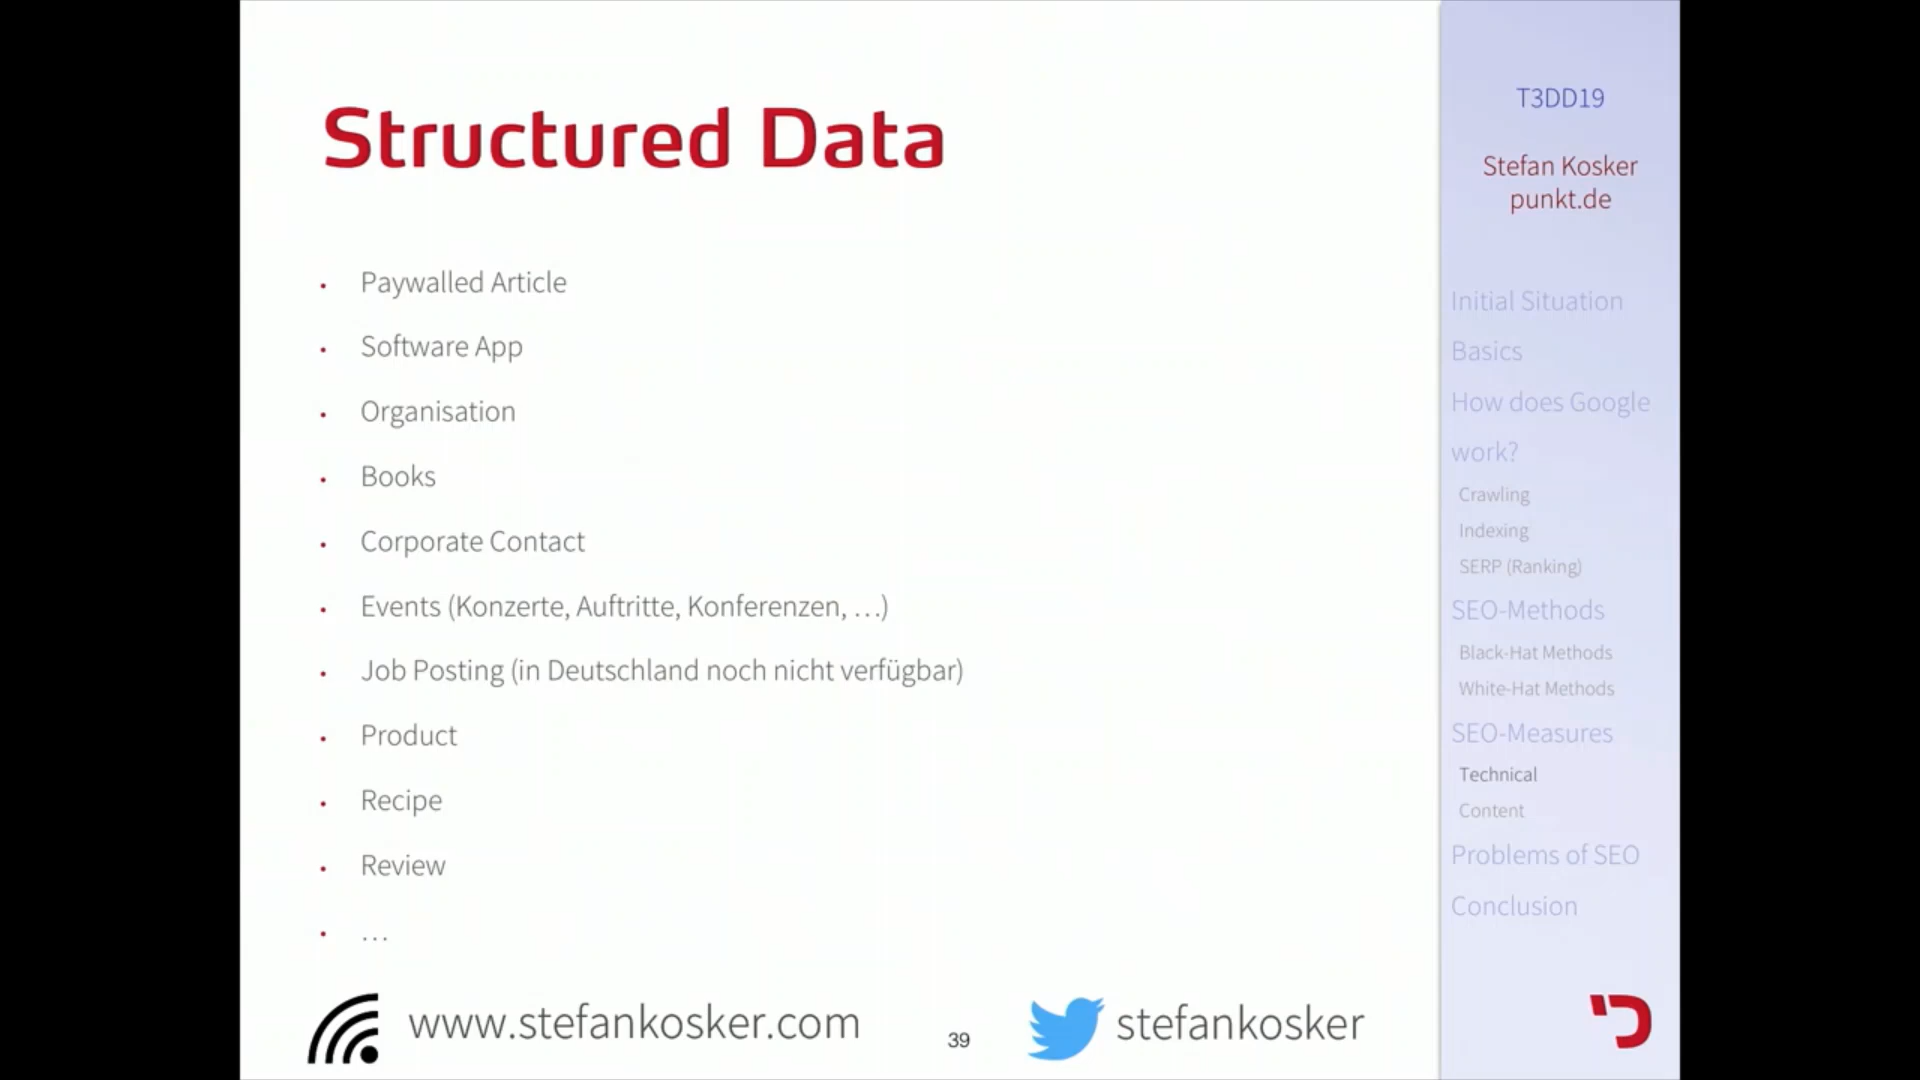 Structured Data
• Paywalled Article
• Software App
• Organisation
• Books
• Corporate Contact
• Events (Konzerte, Auftritte, Konferenzen, …)
• Job Posting (in Deutschland noch nicht verfügbar)
• Product
• Recipe
• Review
• …
www.stefankosker.com
39
stefankosker
T3DD19
Stefan Kosker
punkt.de
Initial Situation
Basics
How does Google
work?
Crawling
Indexing
SERP (Ranking)
SEO-Methods
Black-Hat Methods
White-Hat Methods
SEO-Measures
Technical
Content
Problems of SEO
Conclusion